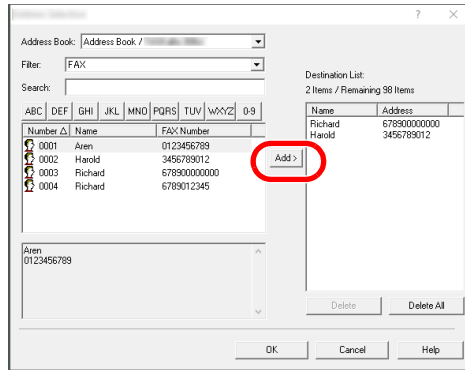 Address Book: Address Book /
Filter: FAX
Search:
ABC DEF GHI JKL MNO PQRS TUV WXYZ 0-9
Number △ Name FAX Number
0001 Aren 0123456789
0002 Harold 3456789012
0003 Richard 678900000000
0004 Richard 6789012345
Aren
0123456789
Add >
Destination List:
2 Items / Remaining 98 Items
Name Address
Richard 678900000000
Harold 3456789012
Delete Delete All
OK Cancel Help